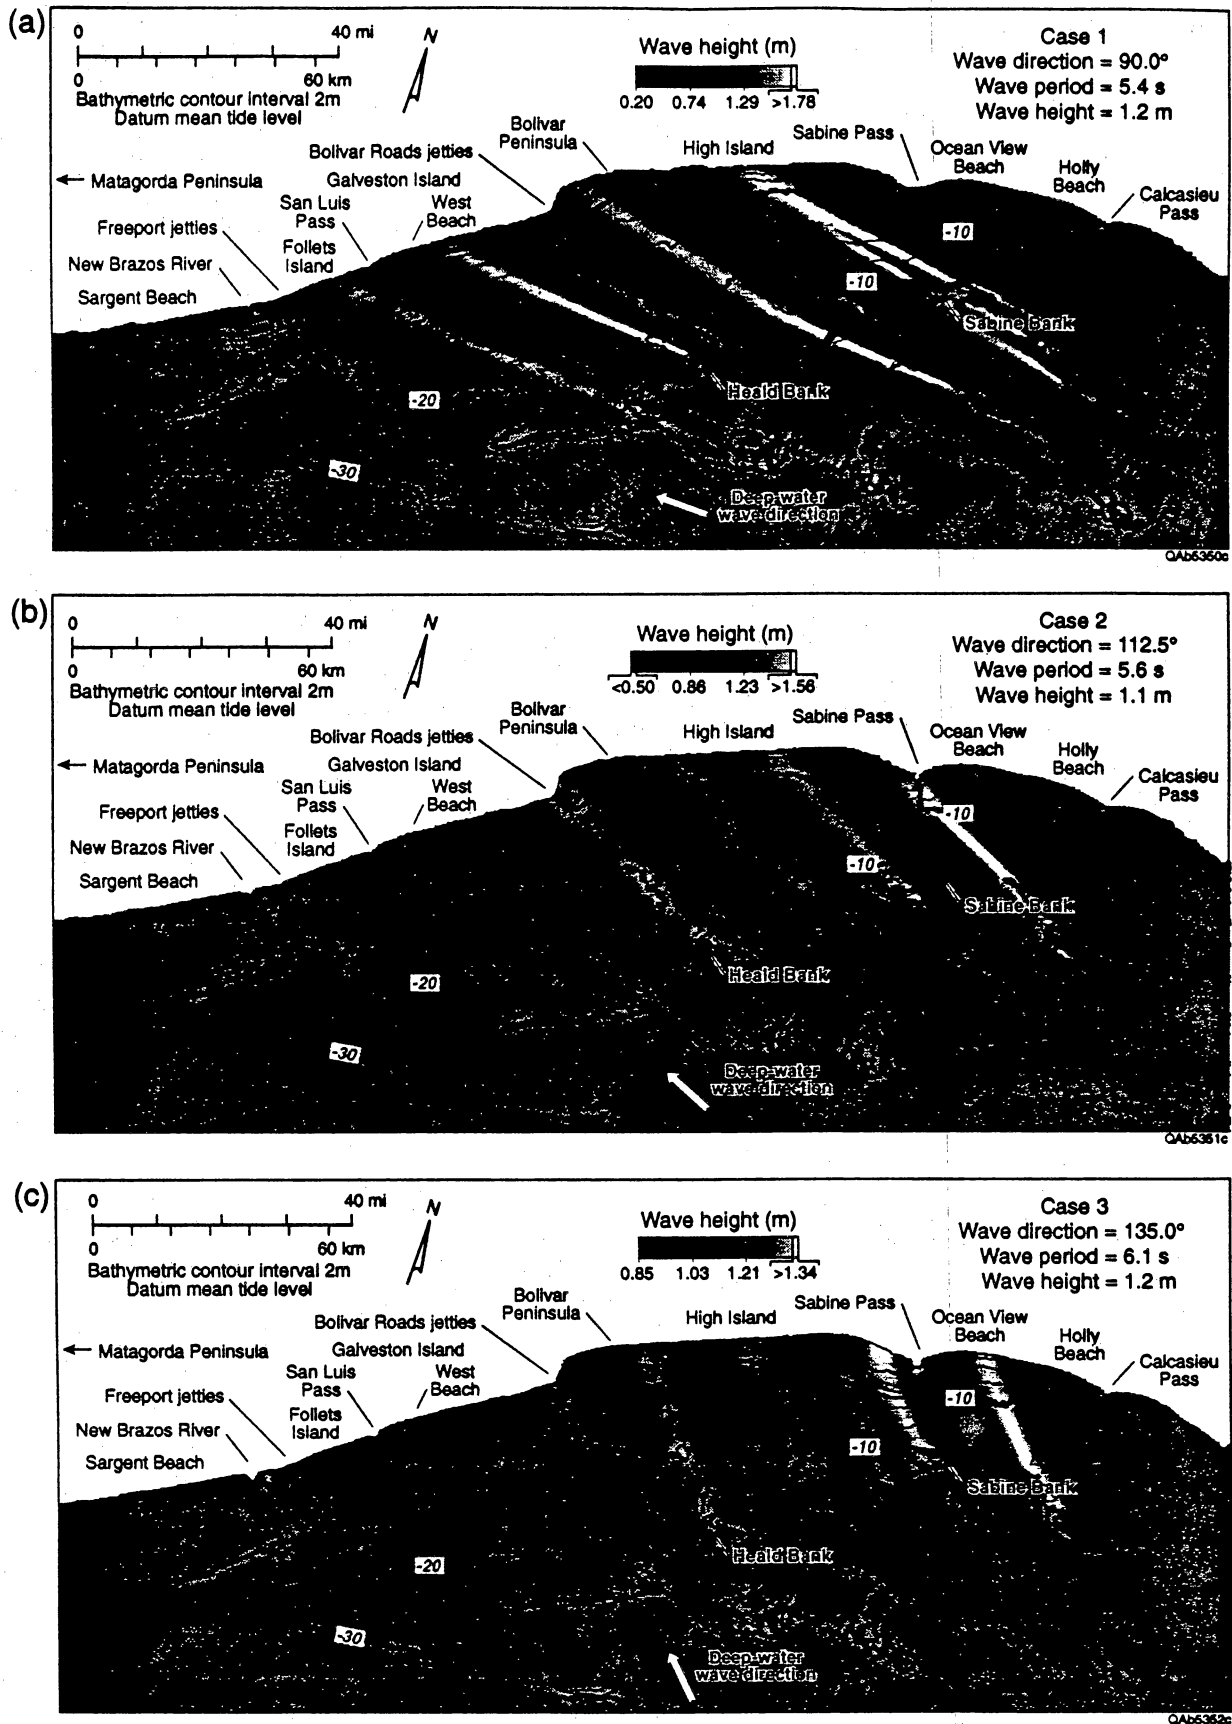 (a)
0 40 mi
0 60 km
Bathymetric contour interval 2m
Datum mean tide level
N
Wave height (m)
0.20 0.74 1.29 >1.78
Case 1
Wave direction = 90.0°
Wave period = 5.4 s
Wave height = 1.2 m
Matagorda Peninsula
Sargent Beach
New Brazos River
Freeport jetties
Follets
Island
San Luis
Pass
West
Beach
Galveston Island
Bolivar Roads jetties
Bolivar
Peninsula
High Island
Sabine Pass
Ocean View
Beach
Holly
Beach
Calcasieu
Pass
-10
-10
Sabine Bank
Heald Bank
-20
-30
Deep-water
wave direction
QAb5350c
(b)
0 40 mi
0 60 km
Bathymetric contour interval 2m
Datum mean tide level
N
Wave height (m)
<0.50 0.86 1.23 >1.56
Case 2
Wave direction = 112.5°
Wave period = 5.6 s
Wave height = 1.1 m
Matagorda Peninsula
Sargent Beach
New Brazos River
Freeport jetties
Follets
Island
San Luis
Pass
West
Beach
Galveston Island
Bolivar Roads jetties
Bolivar
Peninsula
High Island
Sabine Pass
Ocean View
Beach
Holly
Beach
Calcasieu
Pass
-10
-10
Sabine Bank
Heald Bank
-20
-30
Deep-water
wave direction
QAb5351c
(c)
0 40 mi
0 60 km
Bathymetric contour interval 2m
Datum mean tide level
N
Wave height (m)
0.85 1.03 1.21 >1.34
Case 3
Wave direction = 135.0°
Wave period = 6.1 s
Wave height = 1.2 m
Matagorda Peninsula
Sargent Beach
New Brazos River
Freeport jetties
Follets
Island
San Luis
Pass
West
Beach
Galveston Island
Bolivar Roads jetties
Bolivar
Peninsula
High Island
Sabine Pass
Ocean View
Beach
Holly
Beach
Calcasieu
Pass
-10
-10
Sabine Bank
Heald Bank
-20
-30
Deep-water
wave direction
QAb5352c